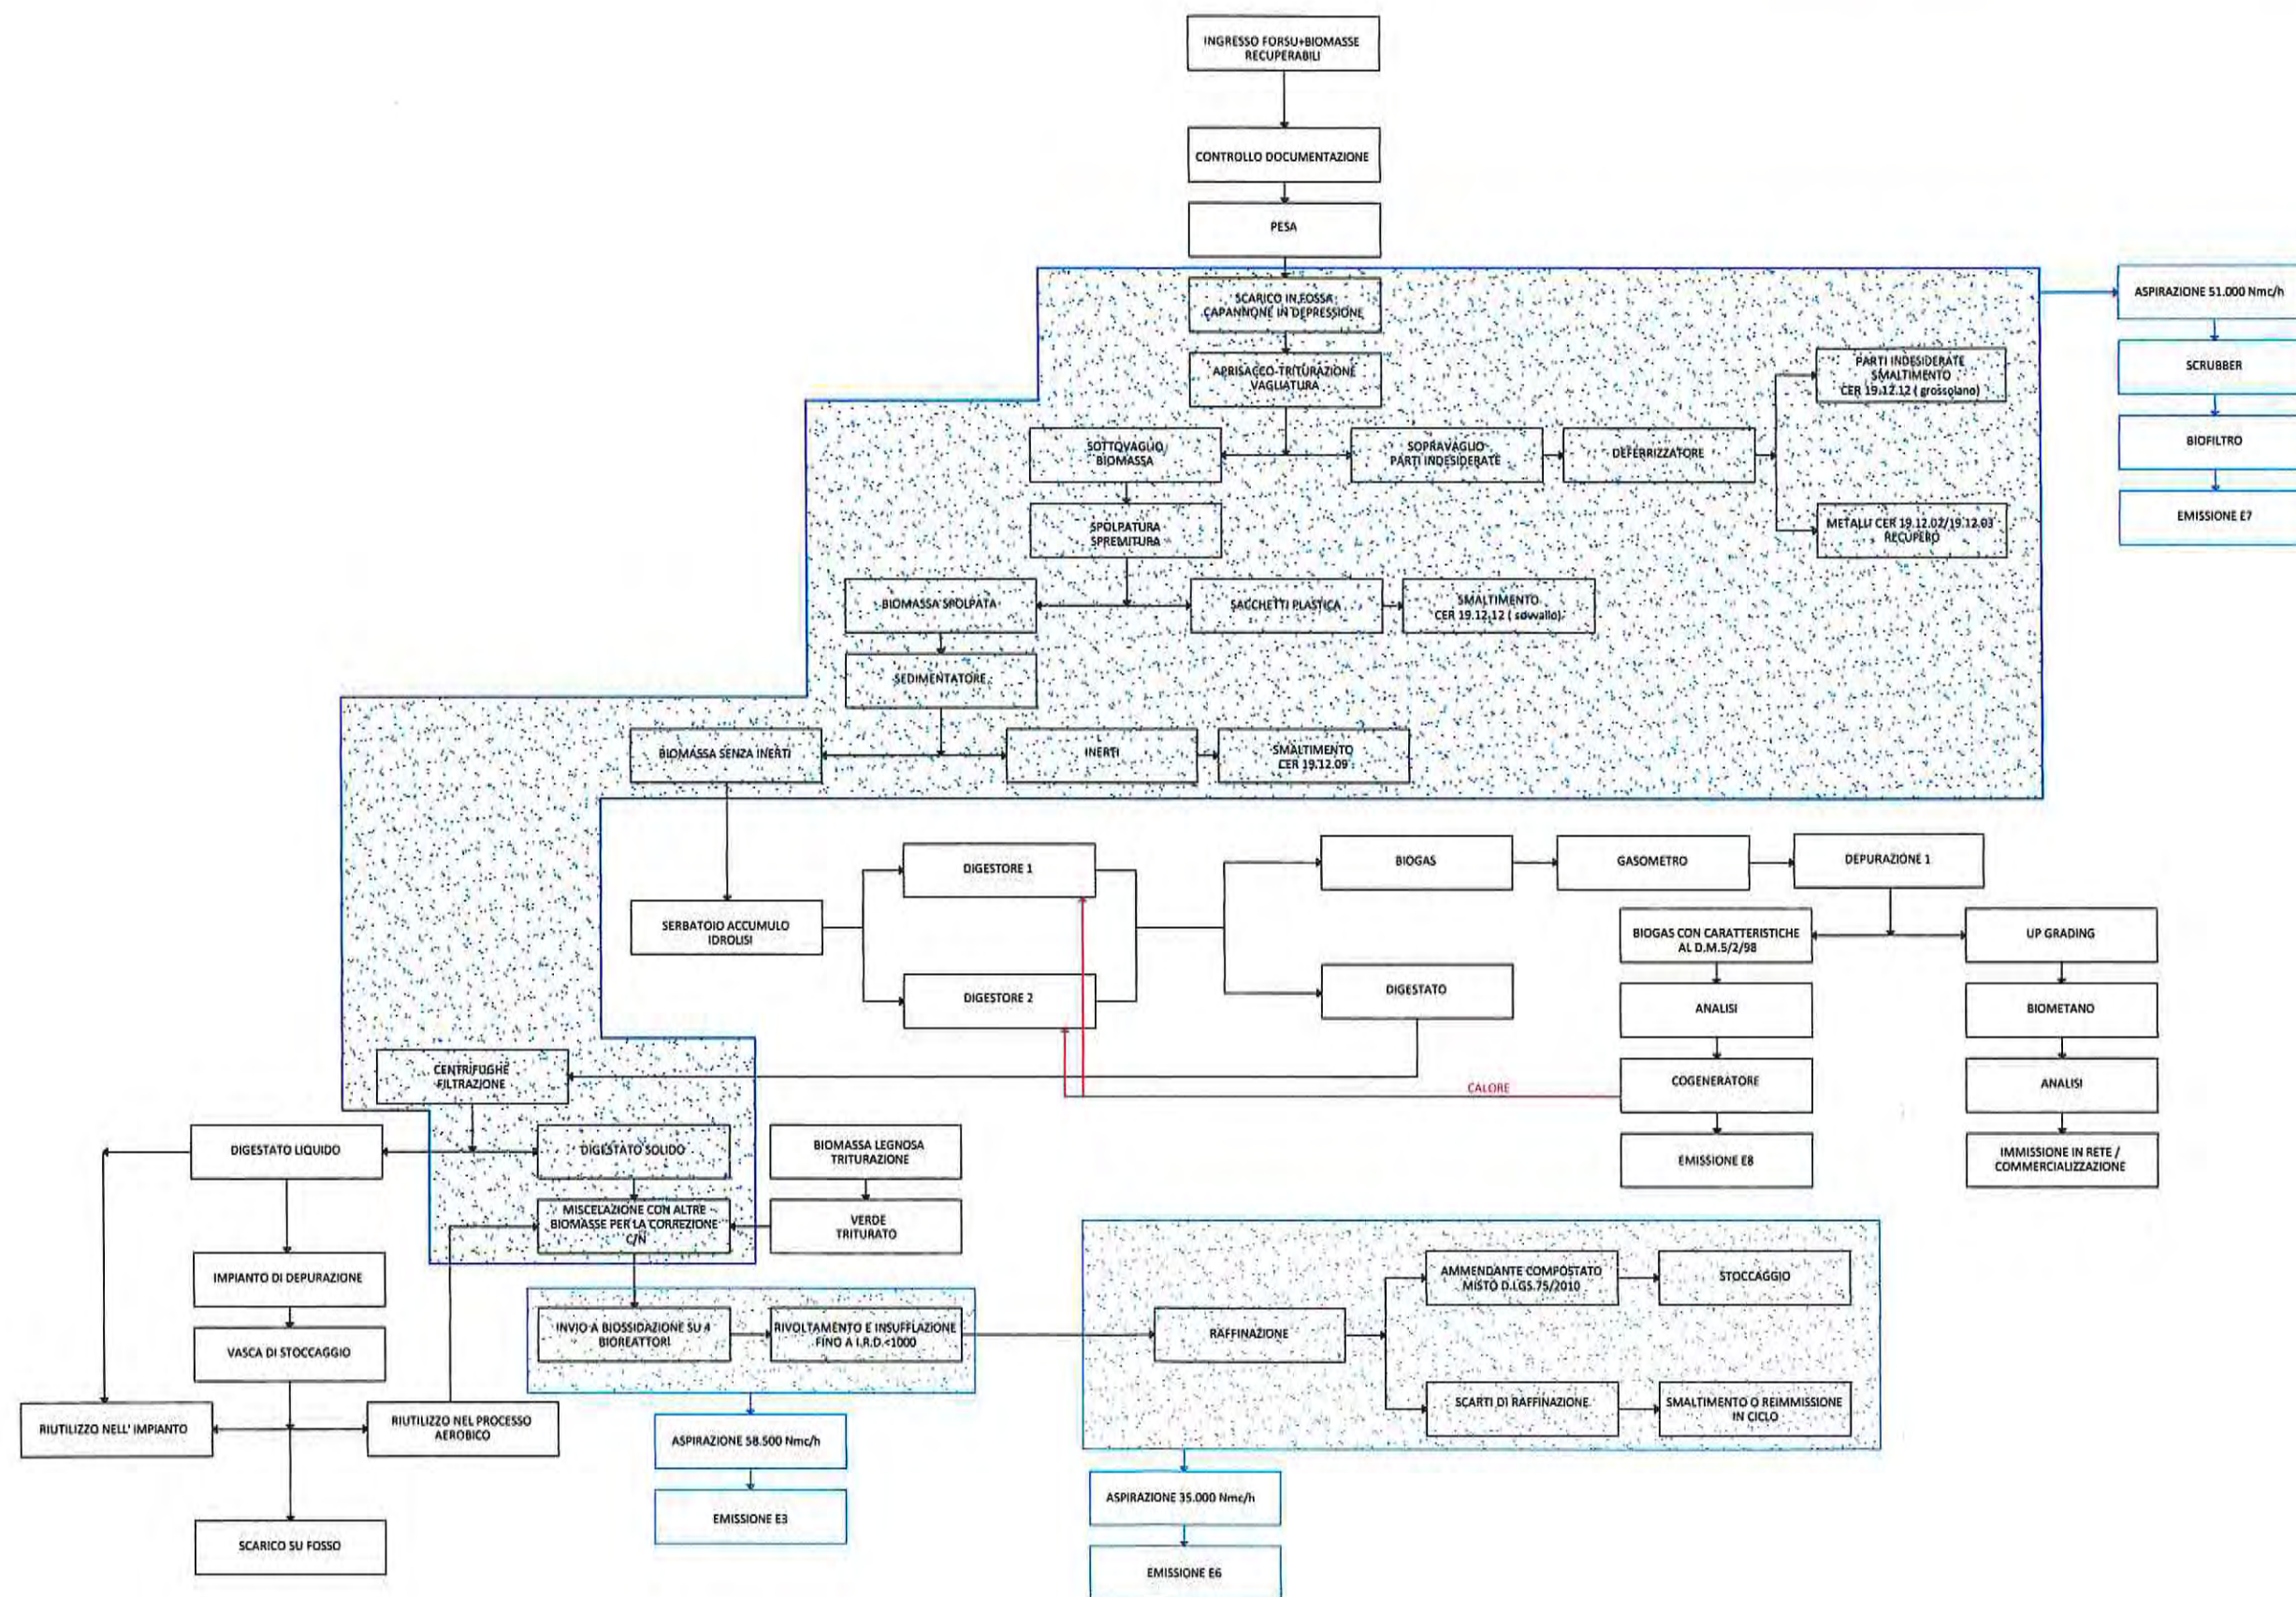 INGRESSO FORSU+BIOMASSE
RECUPERABILI
CONTROLLO DOCUMENTAZIONE
PESA
SCARICO IN FOSSA
CAPANNONE IN DEPRESSIONE
ASPIRAZIONE 51.000 Nmc/h
APRISACCO-TRITURAZIONE
VAGLIATURA
PARTI INDESIDERATE
SMALTIMENTO
CER 19.12.12 ( grossolano)
SCRUBBER
SOTTOVAGLIO
BIOMASSA
SOPRAVAGLIO
PARTI INDESIDERATE
DEFERRIZZATORE
BIOFILTRO
SPOLPATURA
SPREMITURA
METALLI CER 19.12.02/19.12.03
RECUPERO
EMISSIONE E7
BIOMASSA SPOLPATA
SACCHETTI PLASTICA
SMALTIMENTO
CER 19.12.12 ( sovvallo)
SEDIMENTATORE
BIOMASSA SENZA INERTI
INERTI
SMALTIMENTO
CER 19.12.09
DIGESTORE 1
BIOGAS
GASOMETRO
DEPURAZIONE 1
SERBATOIO ACCUMULO
IDROLISI
BIOGAS CON CARATTERISTICHE
AL D.M.5/2/98
UP GRADING
DIGESTORE 2
DIGESTATO
ANALISI
BIOMETANO
CENTRIFUGHE
FILTRAZIONE
CALORE
COGENERATORE
ANALISI
DIGESTATO LIQUIDO
DIGESTATO SOLIDO
BIOMASSA LEGNOSA
TRITURAZIONE
EMISSIONE E8
IMMISSIONE IN RETE /
COMMERCIALIZZAZIONE
MISCELAZIONE CON ALTRE
BIOMASSE PER LA CORREZIONE
C/N
VERDE
TRITURATO
IMPIANTO DI DEPURAZIONE
AMMENDANTE COMPOSTATO
MISTO D.LGS.75/2010
STOCCAGGIO
INVIO A BIOSSIDAZIONE SU 4
BIOREATTORI
RIVOLTAMENTO E INSUFFLAZIONE
FINO A I.R.D.<1000
RAFFINAZIONE
VASCA DI STOCCAGGIO
RIUTILIZZO NELL' IMPIANTO
RIUTILIZZO NEL PROCESSO
AEROBICO
SCARTI DI RAFFINAZIONE
SMALTIMENTO O REIMMISSIONE
IN CICLO
ASPIRAZIONE 58.500 Nmc/h
ASPIRAZIONE 35.000 Nmc/h
EMISSIONE E3
SCARICO SU FOSSO
EMISSIONE E6